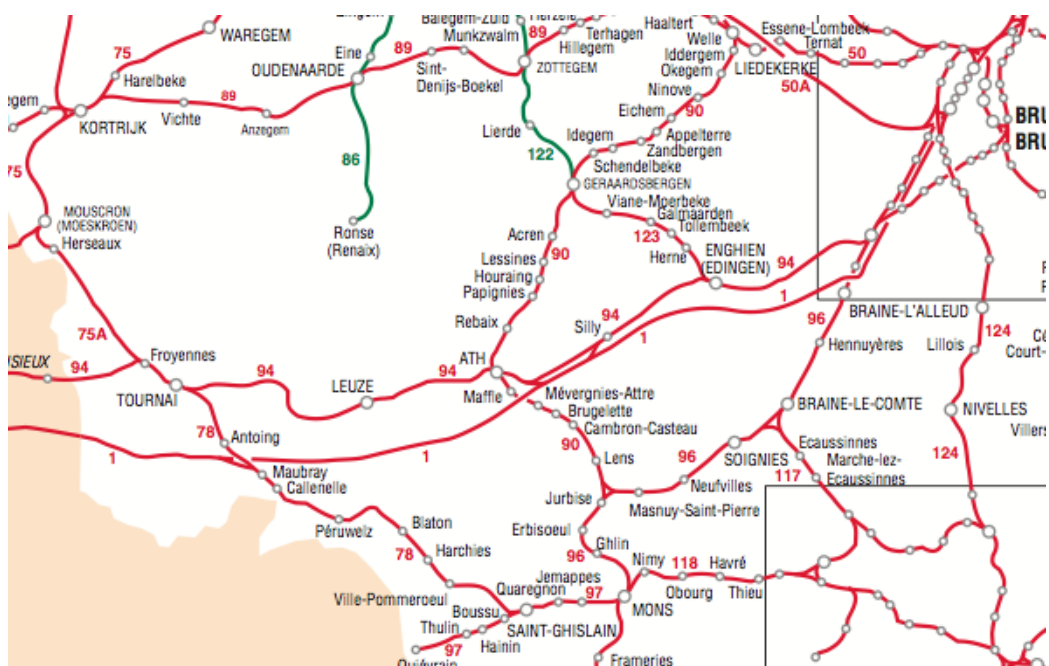 Balegem-Zuid
Munkzwalm
Terhagen
Hillegem
Haaltert
Welle
Iddergem
Okegem
Ninove
Essene-Lombeek
Ternat
LIEDEKERKE
50
50A
WAREGEM
75
Eine
OUDENAARDE
89
89
Harelbeke
Sint-
Denijs-Boekel
ZOTTEGEM
89
Vichte
Anzegem
KORTRIJK
Eichem
90
Appelterre
Idegem
Zandbergen
Schendelbeke
Lierde
122
86
75
GERAARDSBERGEN
MOUSCRON
(MOESKROEN)
Herseaux
Ronse
(Renaix)
Viane-Moerbeke
Galmaarden
Tollembeek
123
Herne
ENGHIEN
(EDINGEN)
94
1
Acren
90
Lessines
Houraing
Papignies
Rebaix
Silly
94
1
BRAINE-L'ALLEUD
96
Hennuyères
Lillois
124
75A
94
Froyennes
TOURNAI
94
LEUZE
94
ATH
Maffle
Mévergnies-Attre
Brugelette
Cambron-Casteau
90
Lens
BRAINE-LE-COMTE
NIVELLES
78
Antoing
1
1
Maubray
Callenelle
96
SOIGNIES
Neufvilles
Masnuy-Saint-Pierre
Ecaussinnes
Marche-lez-
Ecaussinnes
117
124
Jurbise
Erbisoeul
Péruwelz
Blaton
Harchies
78
Ville-Pommeroeul
Ghlin
96
Nimy
118
Havré
Obourg
Thieu
Jemappes
Quaregnon
97
MONS
Boussu
SAINT-GHISLAIN
Thulin
Hainin
97
Quiévrain
Frameries